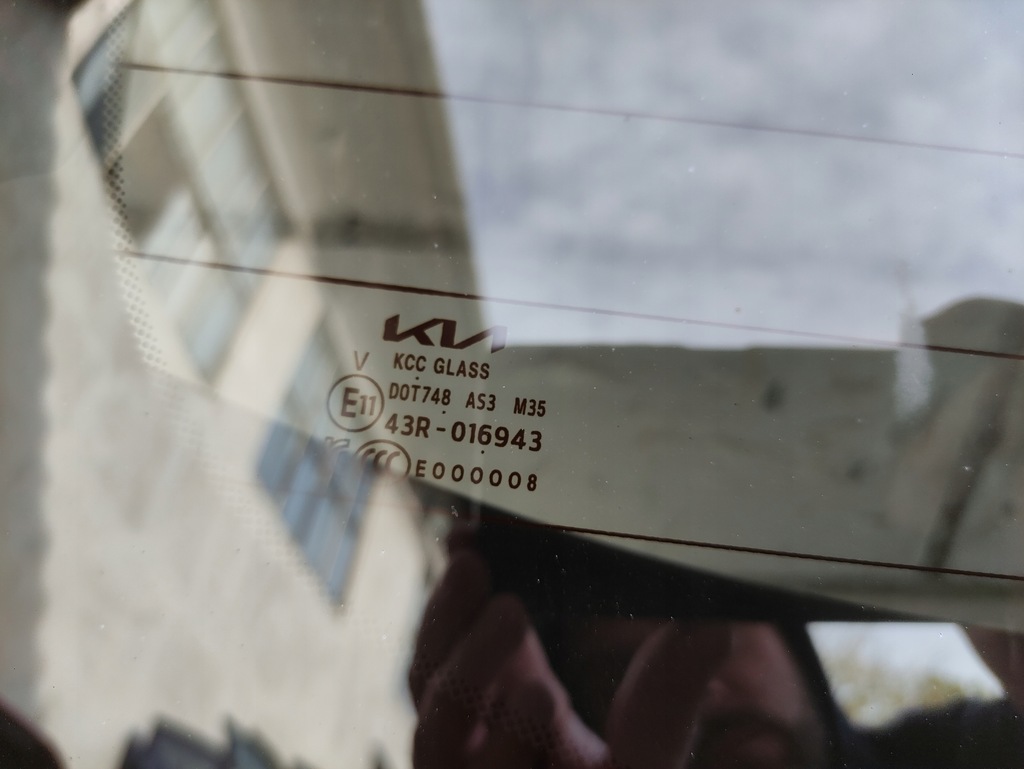 KIA
V KCC GLASS
E11 DOT748 AS3 M35
43R-016943
CCC E000008